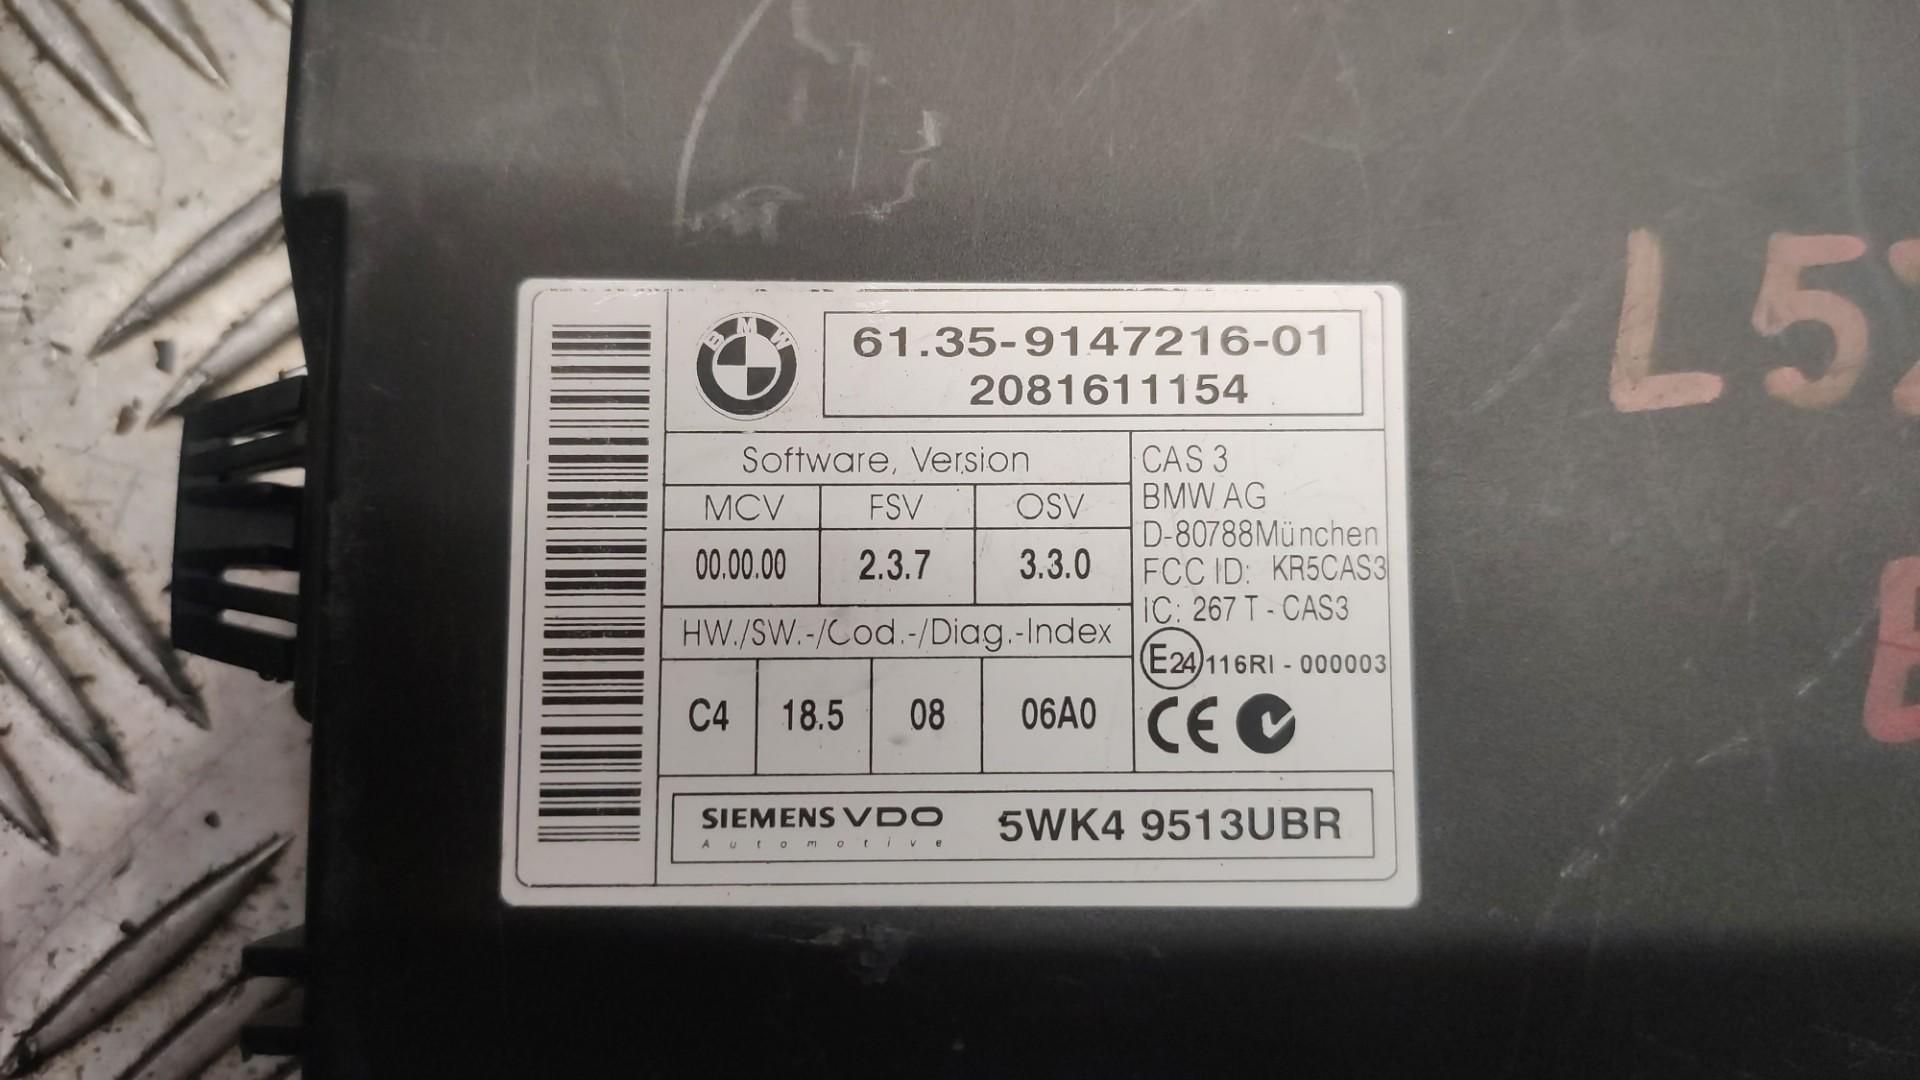 BMW
61.35-9147216-01
2081611154
Software, Version
MCV FSV OSV
00.00.00 2.3.7 3.3.0
HW./SW.-/Cod.-/Diag.-Index
C4 18.5 08 06A0
CAS 3
BMW AG
D-80788München
FCC ID: KR5CAS3
IC: 267 T - CAS3
E24 116RI - 000003
CE
SIEMENS VDO 5WK4 9513UBR
Automotive